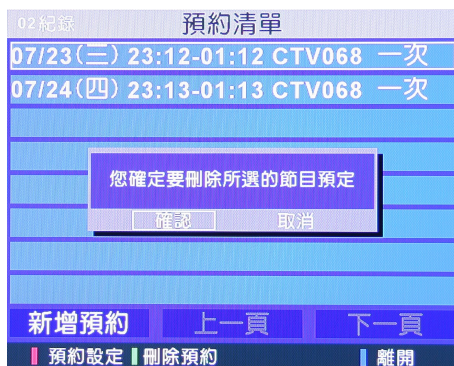 02紀錄 預約清單
07/23(三) 23:12-01:12 CTV068 一次
07/24(四) 23:13-01:13 CTV068 一次
您確定要刪除所選的節目預定
確認 取消
新增預約 上一頁 下一頁
預約設定 刪除預約 離開